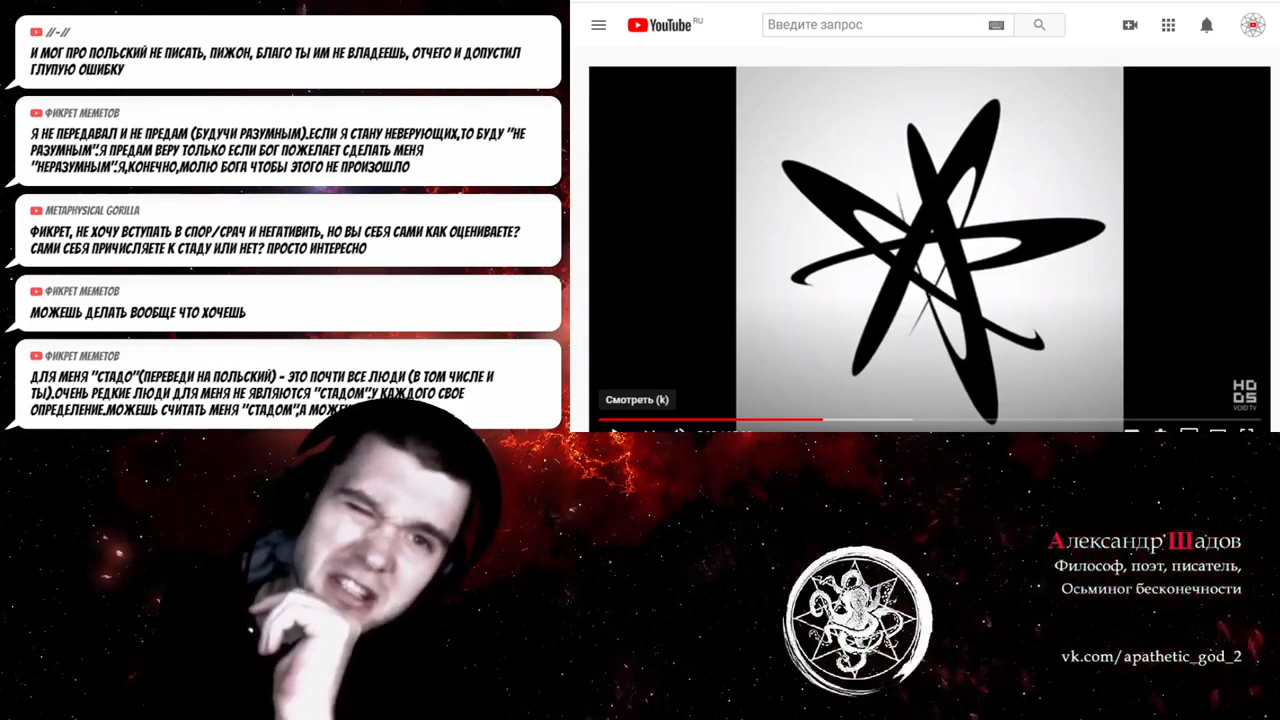 //-//
И МОГ ПРО ПОЛЬСКИЙ НЕ ПИСАТЬ, ПИЖОН, БЛАГО ТЫ ИМ НЕ ВЛАДЕЕШЬ, ОТЧЕГО И ДОПУСТИЛ
ГЛУПУЮ ОШИБКУ
ФИКРЕТ МЕМЕТОВ
Я НЕ ПЕРЕДАВАЛ И НЕ ПРЕДАМ (БУДУЧИ РАЗУМНЫМ).ЕСЛИ Я СТАНУ НЕВЕРУЮЩИХ,ТО БУДУ "НЕ
РАЗУМНЫМ".Я ПРЕДАМ ВЕРУ ТОЛЬКО ЕСЛИ БОГ ПОЖЕЛАЕТ СДЕЛАТЬ МЕНЯ
"НЕРАЗУМНЫМ".Я,КОНЕЧНО,МОЛЮ БОГА ЧТОБЫ ЭТОГО НЕ ПРОИЗОШЛО
METAPHYSICAL GORILLA
ФИКРЕТ, НЕ ХОЧУ ВСТУПАТЬ В СПОР/СРАЧ И НЕГАТИВИТЬ, НО ВЫ СЕБЯ САМИ КАК ОЦЕНИВАЕТЕ?
САМИ СЕБЯ ПРИЧИСЛЯЕТЕ К СТАДУ ИЛИ НЕТ? ПРОСТО ИНТЕРЕСНО
ФИКРЕТ МЕМЕТОВ
МОЖЕШЬ ДЕЛАТЬ ВООБЩЕ ЧТО ХОЧЕШЬ
ФИКРЕТ МЕМЕТОВ
ДЛЯ МЕНЯ "СТАДО"(ПЕРЕВЕДИ НА ПОЛЬСКИЙ) - ЭТО ПОЧТИ ВСЕ ЛЮДИ (В ТОМ ЧИСЛЕ И
ТЫ).ОЧЕНЬ РЕДКИЕ ЛЮДИ ДЛЯ МЕНЯ НЕ ЯВЛЯЮТСЯ "СТАДОМ".У КАЖДОГО СВОЕ
ОПРЕДЕЛЕНИЕ.МОЖЕШЬ СЧИТАТЬ МЕНЯ "СТАДОМ",А
YouTube RU
Введите запрос
Смотреть (k)
HD
OS
VOID TV
Александр Шадов
Философ, поэт, писатель,
Осьминог бесконечности
vk.com/apathetic_god_2